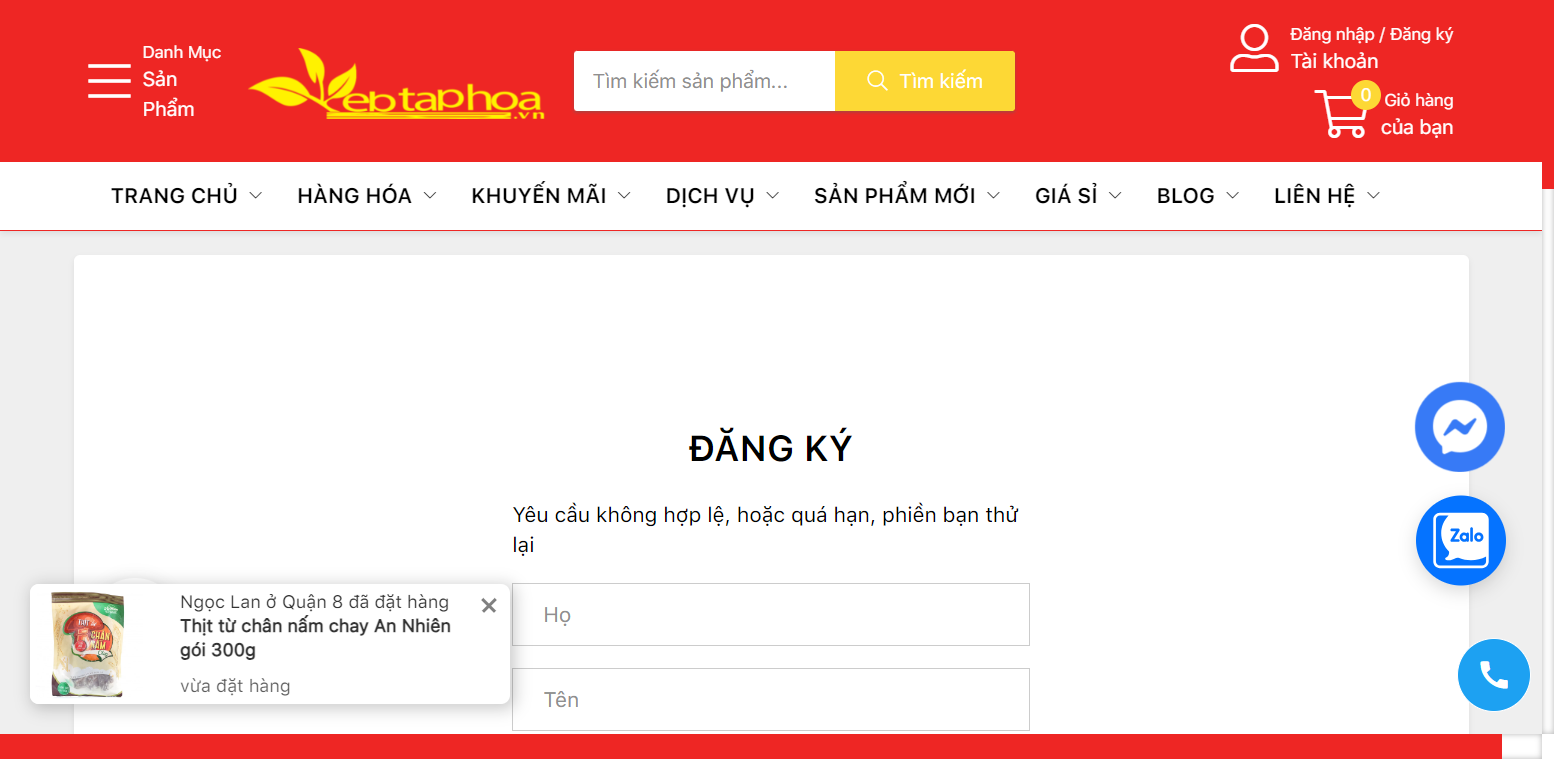 Danh Mục
Sản
Phẩm
ebtaphoa
.vn
Tìm kiếm sản phẩm...
Tìm kiếm
Đăng nhập / Đăng ký
Tài khoản
0
Giỏ hàng
của bạn
TRANG CHỦ
HÀNG HÓA
KHUYẾN MÃI
DỊCH VỤ
SẢN PHẨM MỚI
GIÁ SỈ
BLOG
LIÊN HỆ
ĐĂNG KÝ
Yêu cầu không hợp lệ, hoặc quá hạn, phiền bạn thử
lại
Zalo
Ngọc Lan ở Quận 8 đã đặt hàng
Thịt từ chân nấm chay An Nhiên
gói 300g
vừa đặt hàng
CHÂN
NẤM
Họ
Tên